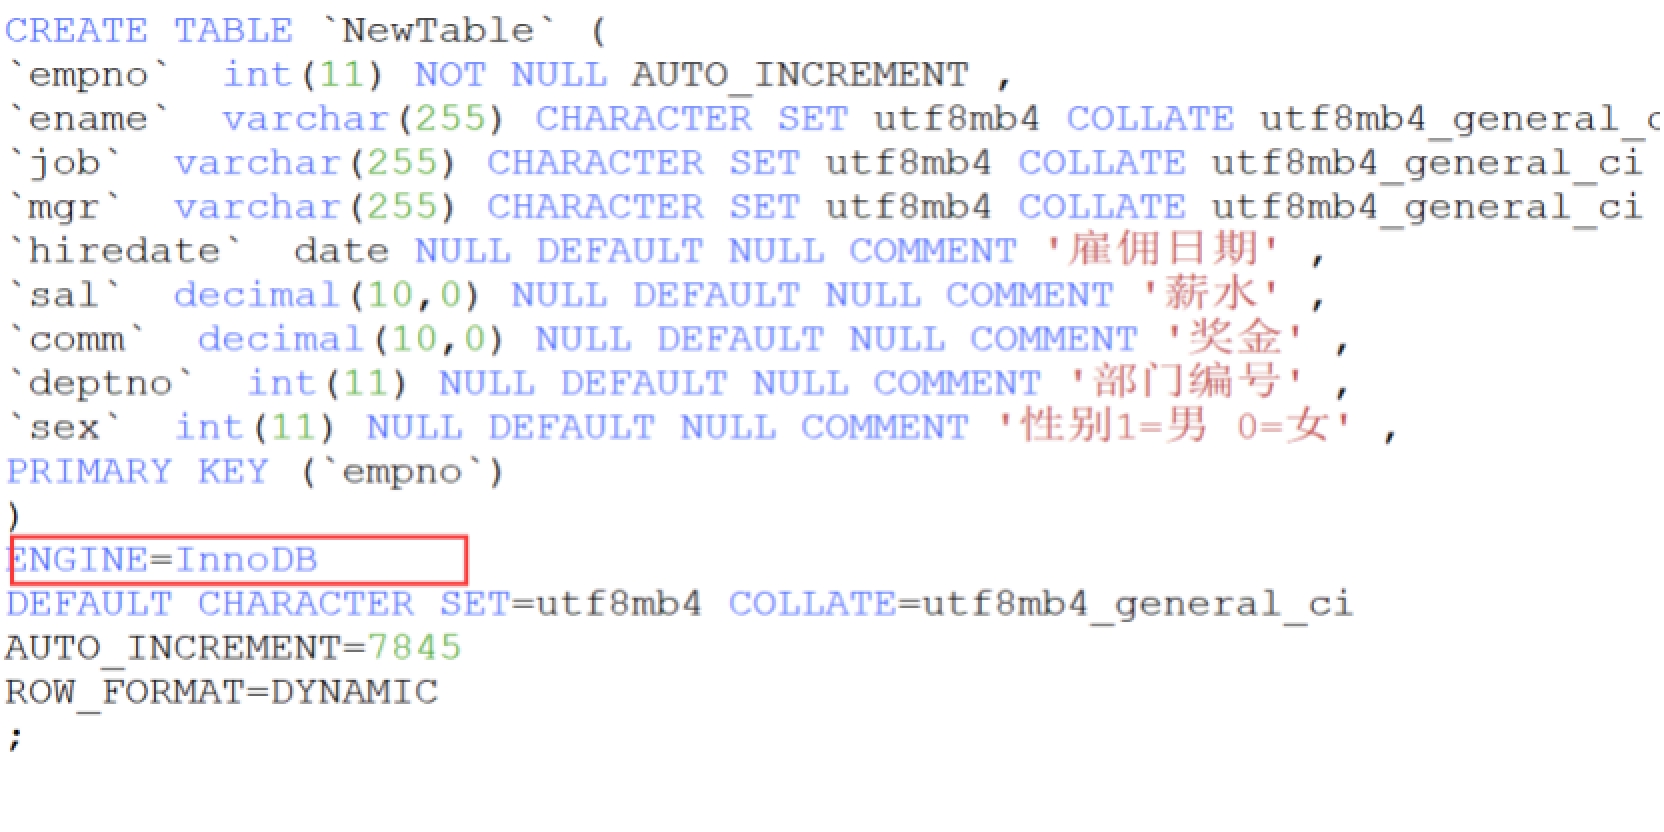 CREATE TABLE `NewTable` (
`empno`  int(11) NOT NULL AUTO_INCREMENT ,
`ename`  varchar(255) CHARACTER SET utf8mb4 COLLATE utf8mb4_general_c
`job`  varchar(255) CHARACTER SET utf8mb4 COLLATE utf8mb4_general_ci
`mgr`  varchar(255) CHARACTER SET utf8mb4 COLLATE utf8mb4_general_ci
`hiredate`  date NULL DEFAULT NULL COMMENT '雇佣日期' ,
`sal`  decimal(10,0) NULL DEFAULT NULL COMMENT '薪水' ,
`comm`  decimal(10,0) NULL DEFAULT NULL COMMENT '奖金' ,
`deptno`  int(11) NULL DEFAULT NULL COMMENT '部门编号' ,
`sex`  int(11) NULL DEFAULT NULL COMMENT '性别1=男 0=女' ,
PRIMARY KEY (`empno`)
)
ENGINE=InnoDB
DEFAULT CHARACTER SET=utf8mb4 COLLATE=utf8mb4_general_ci
AUTO_INCREMENT=7845
ROW_FORMAT=DYNAMIC
;